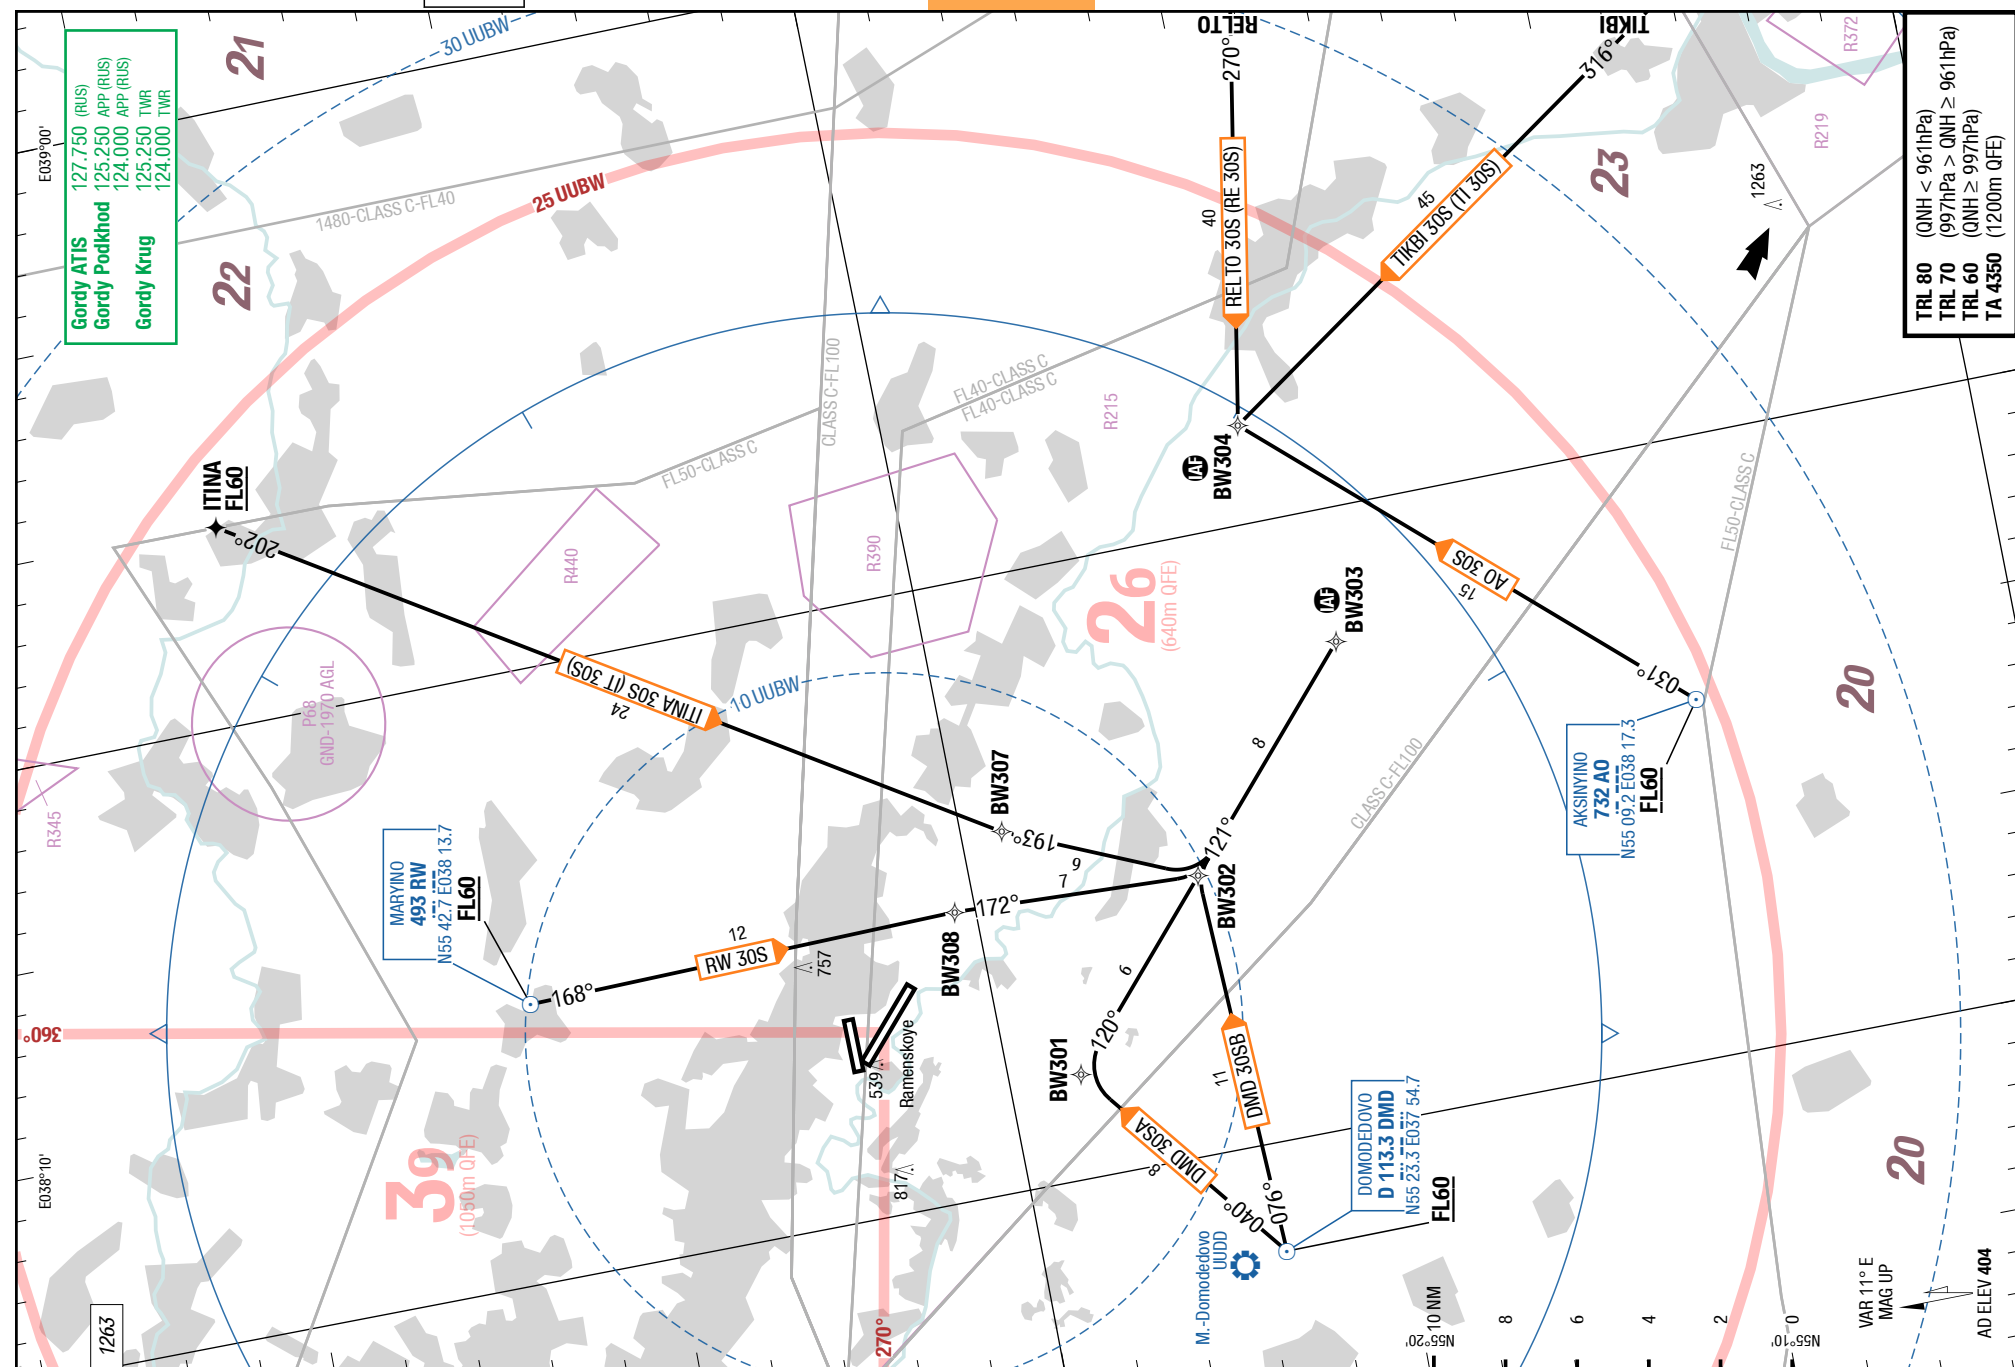 Gordy ATIS 127.750 (RUS)
Gordy Podkhod 125.250 APP (RUS)
124.000 APP (RUS)
Gordy Krug 125.250 TWR
124.000 TWR
E039°00'
21
22
30 UUBW
25 UUBW
1480-CLASS C-FL40
RELTO
270°
TIKBI
316°
R372
R219
TRL 80 (QNH < 961hPa)
TRL 70 (997hPa > QNH ≥ 961hPa)
TRL 60 (QNH ≥ 997hPa)
TA 4350 (1200m QFE)
23
1263
40
RELTO 30S (RE 30S)
45
TIKBI 30S (TI 30S)
CLASS C-FL100
FL40-CLASS C
FL40-CLASS C
FL50-CLASS C
R215
ITINA
FL60
202°
R440
R390
IAF
BW304
FL50-CLASS C
26
(640m QFE)
IAF
BW303
AO 30S
15
031°
P68
GND-1970 AGL
R345
ITINA 30S (IT 30S)
24
10 UUBW
BW307
193°
6
7
8
121°
BW302
CLASS C-FL100
AKSINYINO
732 AO
N55 09.2 E038 17.3
FL60
20
MARYINO
493 RW
N55 42.7 E038 13.7
FL60
168°
RW 30S
12
757
BW308
172°
360°
539
Ramenskoye
817
BW301
120°
6
DMD 30SB
11
DMD 30SA
8
040°
076°
DOMODEDOVO
D 113.3 DMD
N55 23.3 E037 54.7
FL60
M.-Domodedovo
UUDD
39
(1050m QFE)
E038°10'
1263
270°
20
N55°20'
10 NM
8
6
4
2
0
N55°10'
VAR 11° E
MAG UP
AD ELEV 404